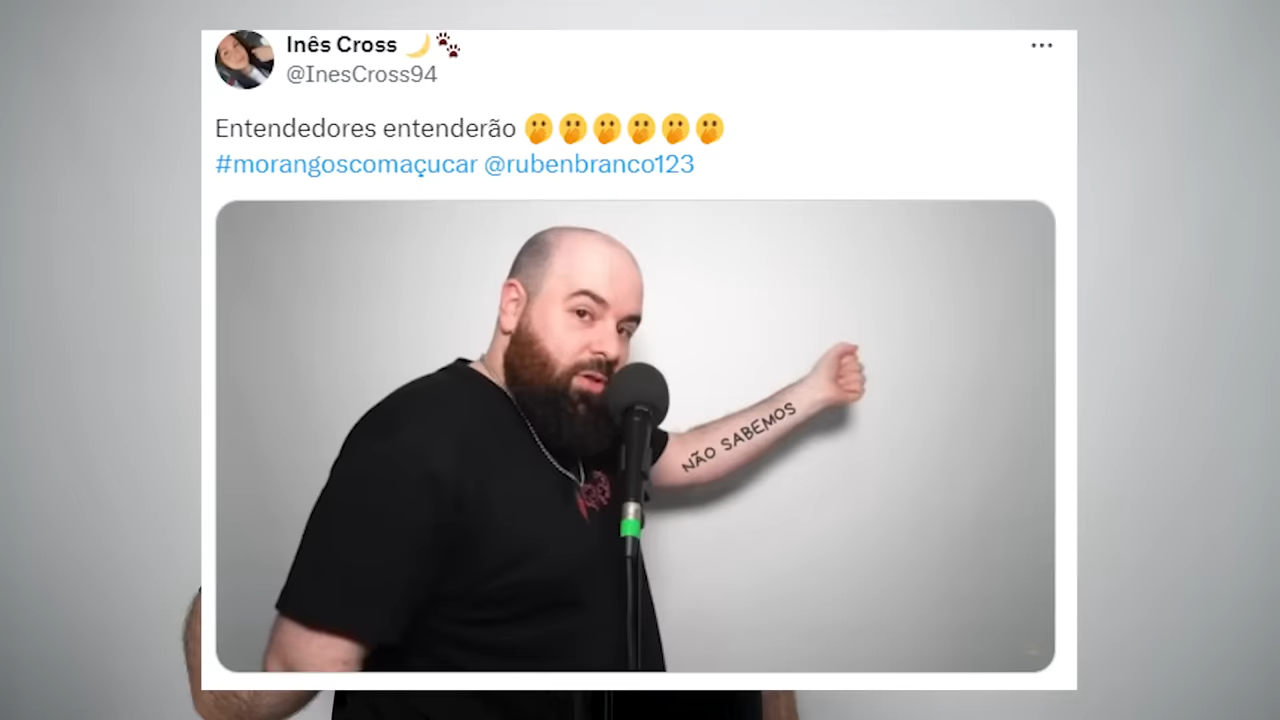 Inês Cross 🌙🐾
@InesCross94
Entendedores entenderão 🫢🫢🫢🫢🫢🫢
#morangoscomaçucar @rubenbranco123
NÃO SABEMOS